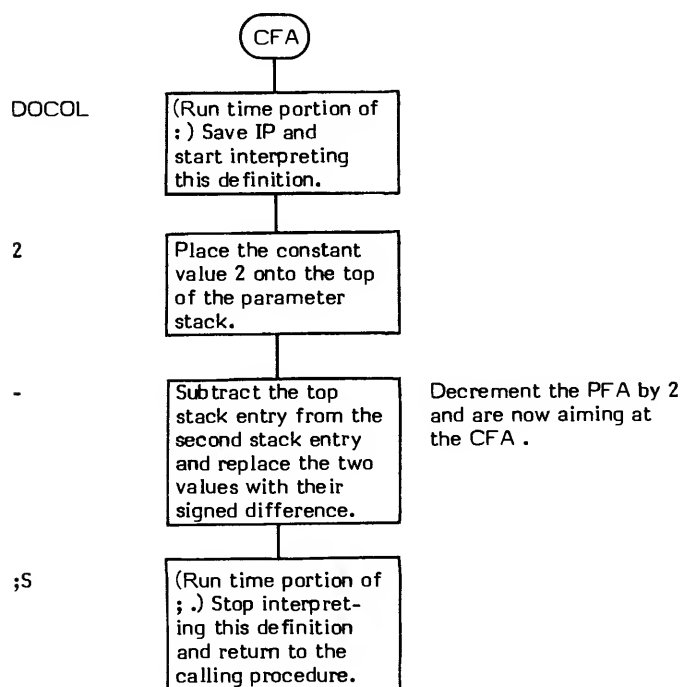 CFA
DOCOL
(Run time portion of
: ) Save IP and
start interpreting
this definition.
2
Place the constant
value 2 onto the top
of the parameter
stack.
-
Subtract the top
stack entry from the
second stack entry
and replace the two
values with their
signed difference.
Decrement the PFA by 2
and are now aiming at
the CFA .
;S
(Run time portion of
; .) Stop interpret-
ing this definition
and return to the
calling procedure.